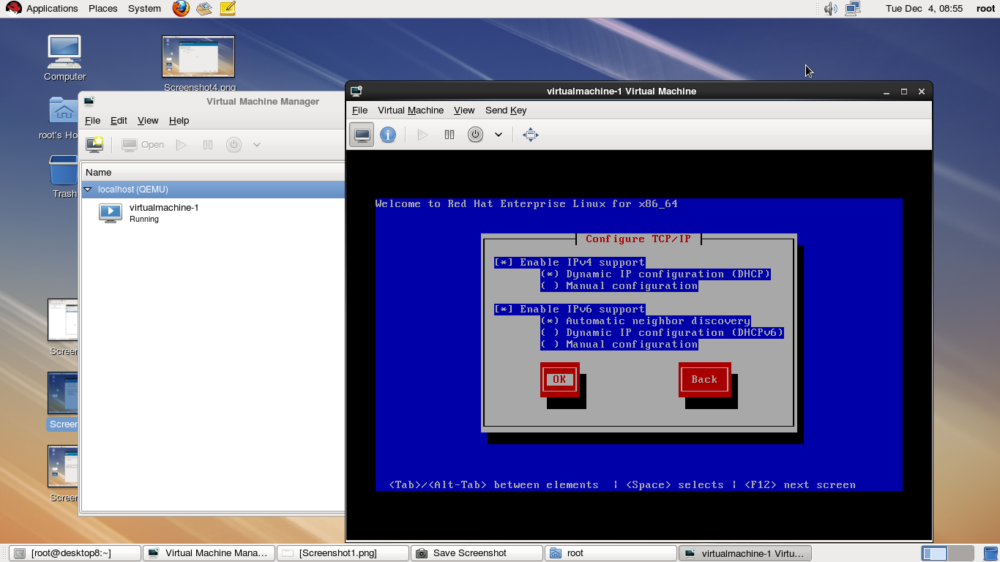 Applications Places System
Tue Dec 4, 08:55 root
Computer
Screenshot4.png
root's Ho
Trash
Screen
Screen
Screen
Virtual Machine Manager
File Edit View Help
Open
Name
localhost (QEMU)
virtualmachine-1
Running
virtualmachine-1 Virtual Machine
File Virtual Machine View Send Key
Welcome to Red Hat Enterprise Linux for x86_64
Configure TCP/IP
[*] Enable IPv4 support
(*) Dynamic IP configuration (DHCP)
( ) Manual configuration
[*] Enable IPv6 support
(*) Automatic neighbor discovery
( ) Dynamic IP configuration (DHCPv6)
( ) Manual configuration
OK Back
<Tab>/<Alt-Tab> between elements | <Space> selects | <F12> next screen
[root@desktop8:~] Virtual Machine Mana... [Screenshot1.png] Save Screenshot root virtualmachine-1 Virtu...